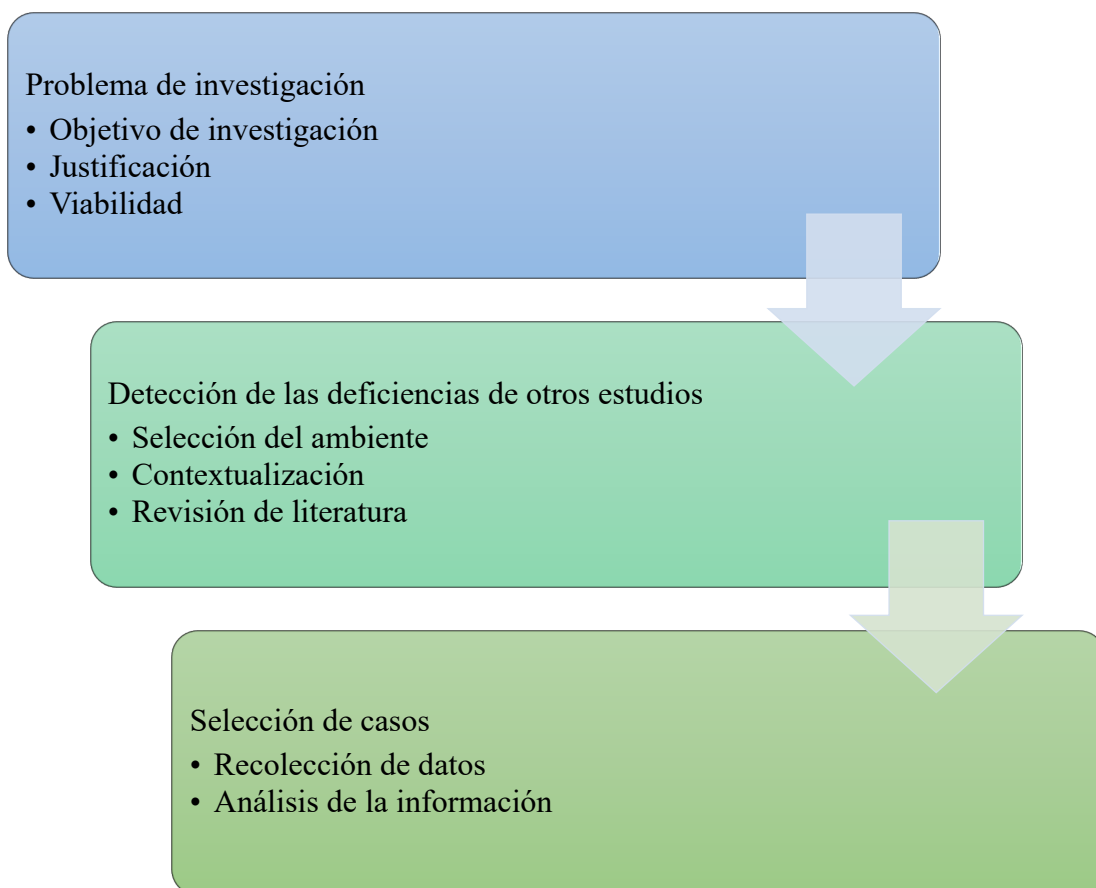 Problema de investigación
• Objetivo de investigación
• Justificación
• Viabilidad
Detección de las deficiencias de otros estudios
• Selección del ambiente
• Contextualización
• Revisión de literatura
Selección de casos
• Recolección de datos
• Análisis de la información